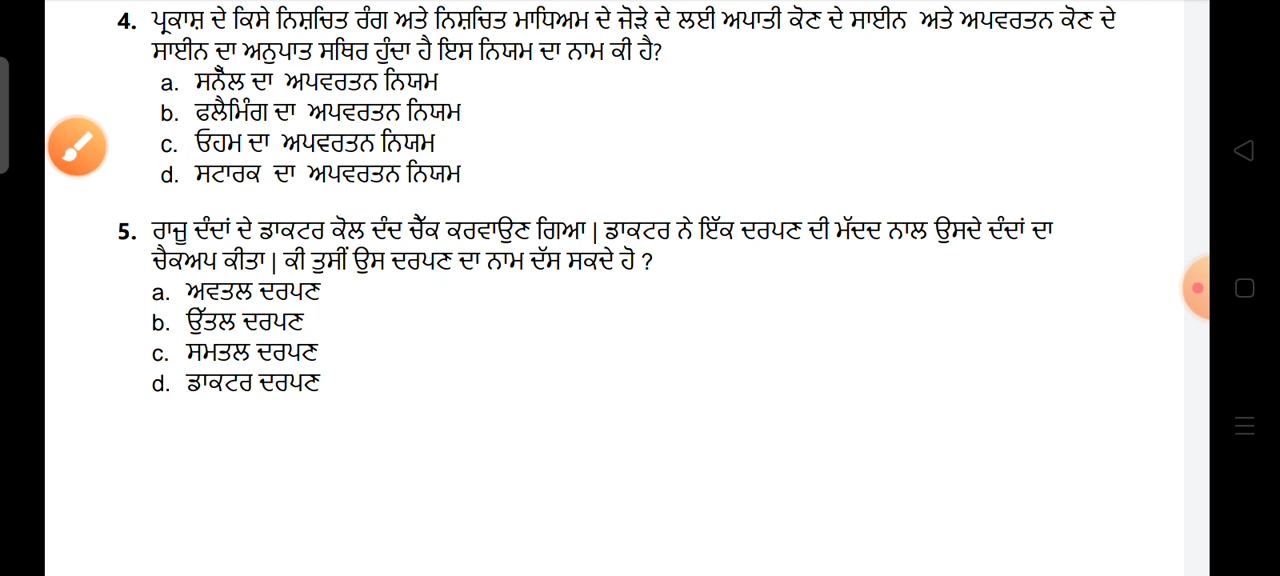 4. ਪ੍ਰਕਾਸ਼ ਦੇ ਕਿਸੇ ਨਿਸ਼ਚਿਤ ਰੰਗ ਅਤੇ ਨਿਸ਼ਚਿਤ ਮਾਧਿਅਮ ਦੇ ਜੋੜੇ ਦੇ ਲਈ ਅਪਾਤੀ ਕੋਣ ਦੇ ਸਾਈਨ ਅਤੇ ਅਪਵਰਤਨ ਕੋਣ ਦੇ
ਸਾਈਨ ਦਾ ਅਨੁਪਾਤ ਸਥਿਰ ਹੁੰਦਾ ਹੈ ਇਸ ਨਿਯਮ ਦਾ ਨਾਮ ਕੀ ਹੈ?
a. ਸਨੈੱਲ ਦਾ ਅਪਵਰਤਨ ਨਿਯਮ
b. ਫਲੈਮਿੰਗ ਦਾ ਅਪਵਰਤਨ ਨਿਯਮ
c. ਓਹਮ ਦਾ ਅਪਵਰਤਨ ਨਿਯਮ
d. ਸਟਾਰਕ ਦਾ ਅਪਵਰਤਨ ਨਿਯਮ
5. ਰਾਜੂ ਦੰਦਾਂ ਦੇ ਡਾਕਟਰ ਕੋਲ ਦੰਦ ਚੈੱਕ ਕਰਵਾਉਣ ਗਿਆ | ਡਾਕਟਰ ਨੇ ਇੱਕ ਦਰਪਣ ਦੀ ਮੱਦਦ ਨਾਲ ਉਸਦੇ ਦੰਦਾਂ ਦਾ
ਚੈਕਅਪ ਕੀਤਾ | ਕੀ ਤੁਸੀਂ ਉਸ ਦਰਪਣ ਦਾ ਨਾਮ ਦੱਸ ਸਕਦੇ ਹੋ ?
a. ਅਵਤਲ ਦਰਪਣ
b. ਉੱਤਲ ਦਰਪਣ
c. ਸਮਤਲ ਦਰਪਣ
d. ਡਾਕਟਰ ਦਰਪਣ